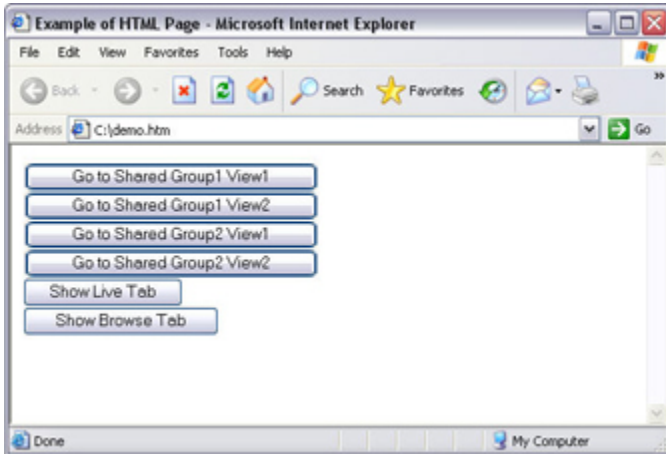 Example of HTML Page - Microsoft Internet Explorer
File Edit View Favorites Tools Help
Back Search Favorites
Address C:\demo.htm Go
Go to Shared Group1 View1
Go to Shared Group1 View2
Go to Shared Group2 View1
Go to Shared Group2 View2
Show Live Tab
Show Browse Tab
Done My Computer